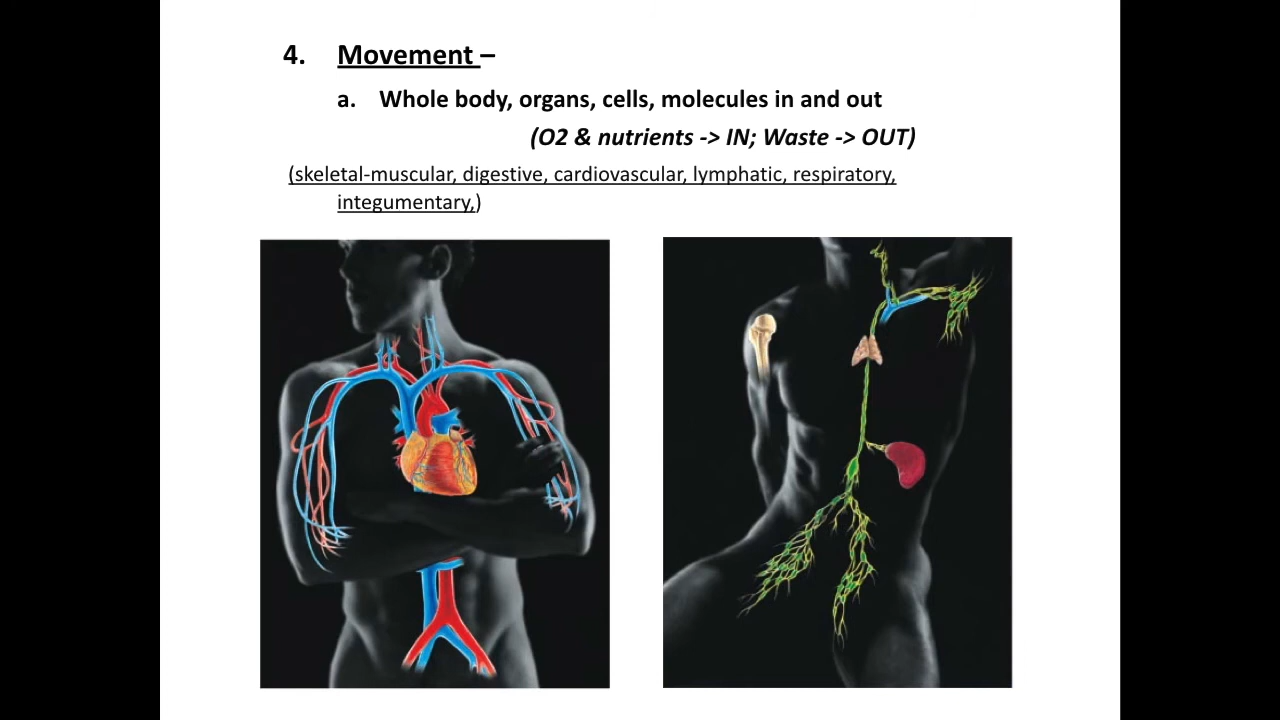 4. Movement –
a. Whole body, organs, cells, molecules in and out
(O2 & nutrients -> IN; Waste -> OUT)
(skeletal-muscular, digestive, cardiovascular, lymphatic, respiratory,
integumentary,)